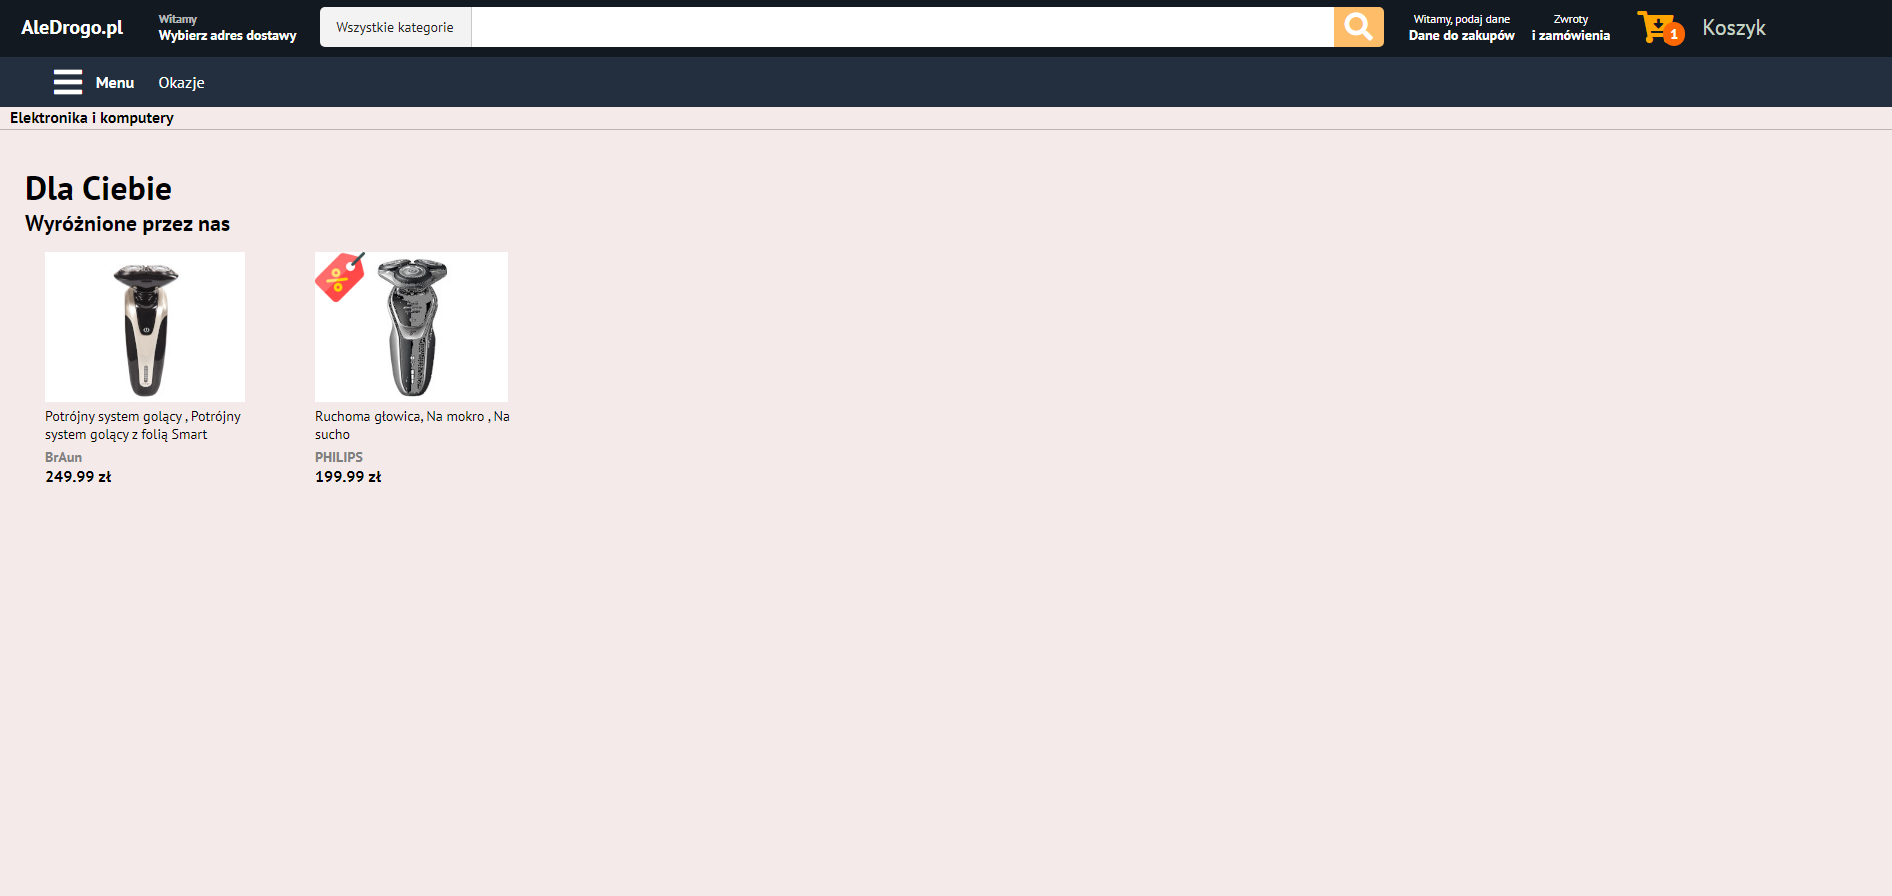 AleDrogo.pl
Witamy
Wybierz adres dostawy
Wszystkie kategorie
Witamy, podaj dane
Dane do zakupów
Zwroty
i zamówienia
1
Koszyk
Menu
Okazje
Elektronika i komputery
Dla Ciebie
Wyróżnione przez nas
%
Potrójny system golący , Potrójny
system golący z folią Smart
BrAun
249.99 zł
Ruchoma głowica, Na mokro , Na
sucho
PHILIPS
199.99 zł